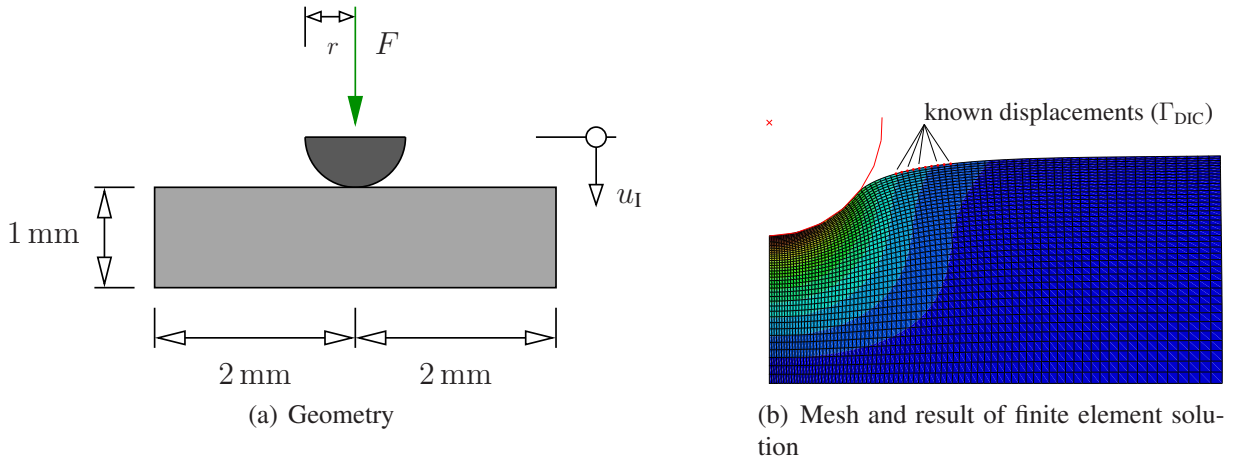 r
F
known displacements (Γ_DIC)
u_I
1 mm
2 mm
2 mm
(a) Geometry
(b) Mesh and result of finite element solu-
tion